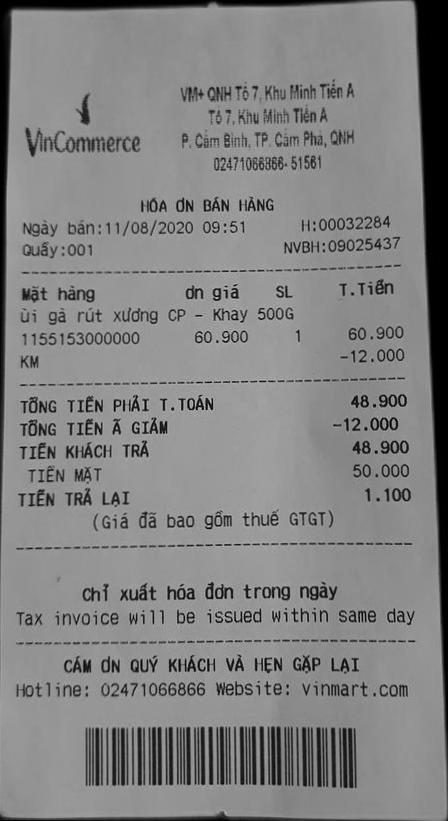 VinCommerce
VM+ QNH Tổ 7, Khu Minh Tiến A
Tổ 7, Khu Minh Tiến A
P. Cẩm Bình, TP. Cẩm Phả, QNH
02471066866-51561
HÓA ƠN BÁN HÀNG
Ngày bán:11/08/2020 09:51 H:00032284
Quầy:001 NVBH:09025437
Mặt hàng ơn giá SL T.Tiền
ùi gà rút xương CP - Khay 500G
1155153000000 60.900 1 60.900
KM -12.000
TỔNG TIỀN PHẢI T.TOÁN 48.900
TỔNG TIỀN Ã GIẢM -12.000
TIỀN KHÁCH TRẢ 48.900
TIỀN MẶT 50.000
TIỀN TRẢ LẠI 1.100
(Giá đã bao gồm thuế GTGT)
Chỉ xuất hóa đơn trong ngày
Tax invoice will be issued within same day
CÁM ƠN QUÝ KHÁCH VÀ HẸN GẶP LẠI
Hotline: 02471066866 Website: vinmart.com